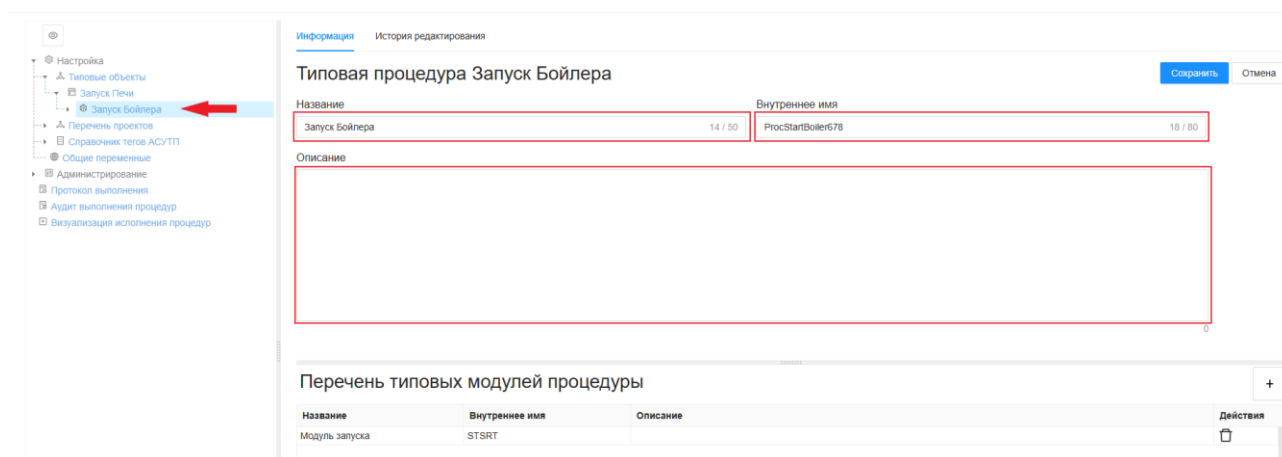 Настройка
Типовые объекты
Запуск Печи
Запуск Бойлера
Перечень проектов
Справочник тегов АСУТП
Общие переменные
Администрирование
Протокол выполнения
Аудит выполнения процедур
Визуализация исполнения процедур
Информация История редактирования
Типовая процедура Запуск Бойлера
Сохранить Отмена
Название Внутреннее имя
Запуск Бойлера 14 / 50 ProcStartBoiler678 18 / 80
Описание
0
Перечень типовых модулей процедуры +
Название Внутреннее имя Описание Действия
Модуль запуска STSRT